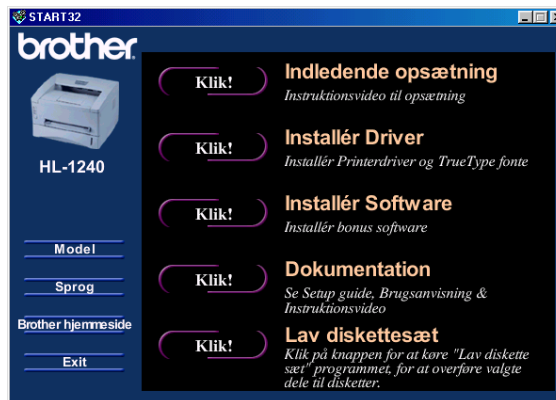 START32
brother
HL-1240
Model
Sprog
Brother hjemmeside
Exit
Klik!
Indledende opsætning
Instruktionsvideo til opsætning
Klik!
Installér Driver
Installér Printerdriver og TrueType fonte
Klik!
Installér Software
Installér bonus software
Klik!
Dokumentation
Se Setup guide, Brugsanvisning &
Instruktionsvideo
Klik!
Lav diskettesæt
Klik på knappen for at køre "Lav diskette
sæt" programmet, for at overføre valgte
dele til disketter.